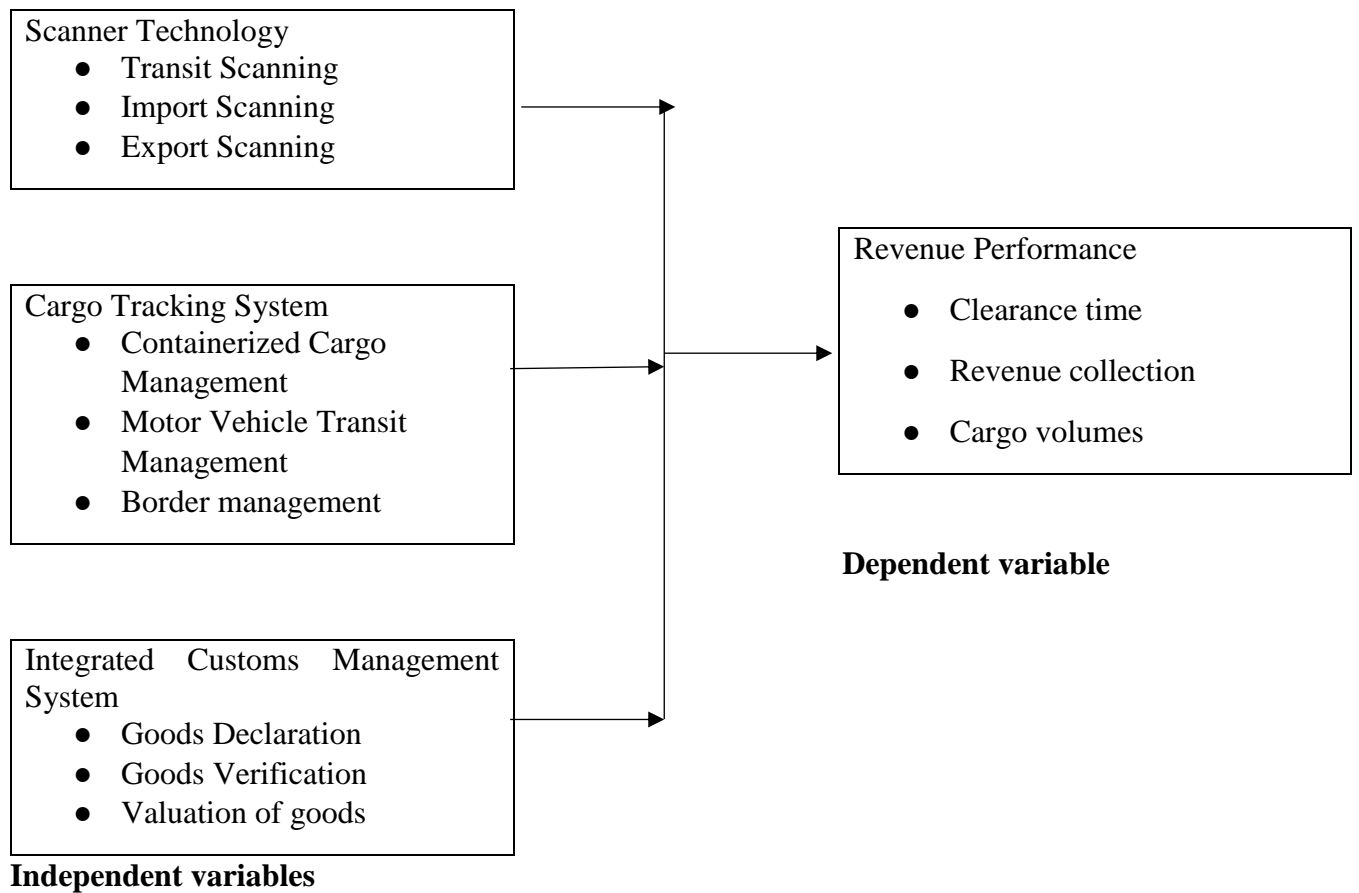 Scanner Technology
● Transit Scanning
● Import Scanning
● Export Scanning
Cargo Tracking System
● Containerized Cargo
Management
● Motor Vehicle Transit
Management
● Border management
Integrated Customs Management
System
● Goods Declaration
● Goods Verification
● Valuation of goods
Independent variables
Revenue Performance
● Clearance time
● Revenue collection
● Cargo volumes
Dependent variable